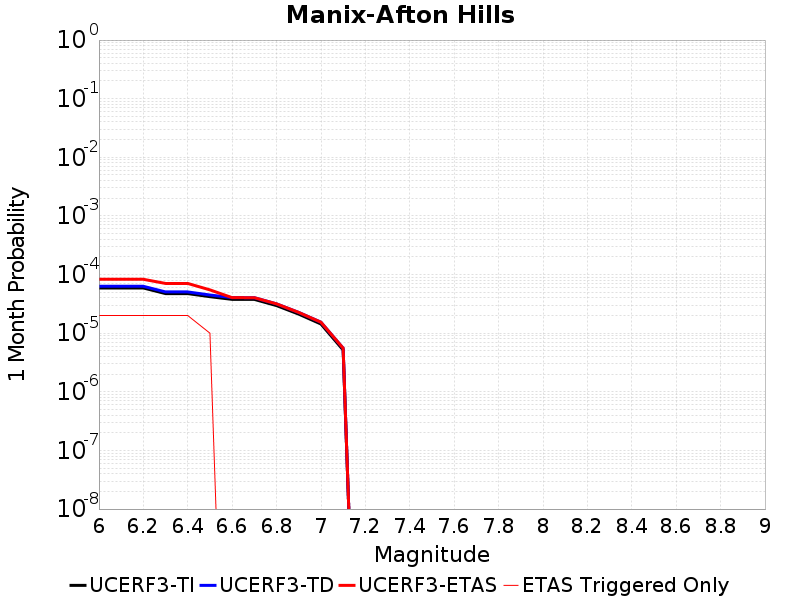 Manix-Afton Hills
1 Month Probability
10^0
10^-1
10^-2
10^-3
10^-4
10^-5
10^-6
10^-7
10^-8
6 6.2 6.4 6.6 6.8 7 7.2 7.4 7.6 7.8 8 8.2 8.4 8.6 8.8 9
Magnitude
UCERF3-TI UCERF3-TD UCERF3-ETAS ETAS Triggered Only